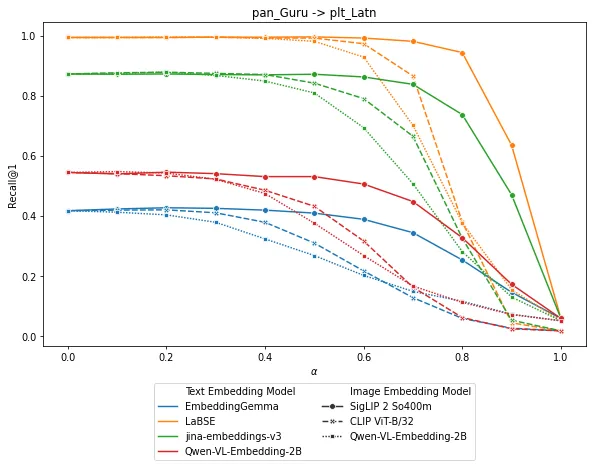 pan_Guru -> plt_Latn
1.0
0.8
0.6
0.4
0.2
0.0
Recall@1
0.0 0.2 0.4 0.6 0.8 1.0
α
Text Embedding Model Image Embedding Model
EmbeddingGemma SigLIP 2 So400m
LaBSE CLIP ViT-B/32
jina-embeddings-v3 Qwen-VL-Embedding-2B
Qwen-VL-Embedding-2B